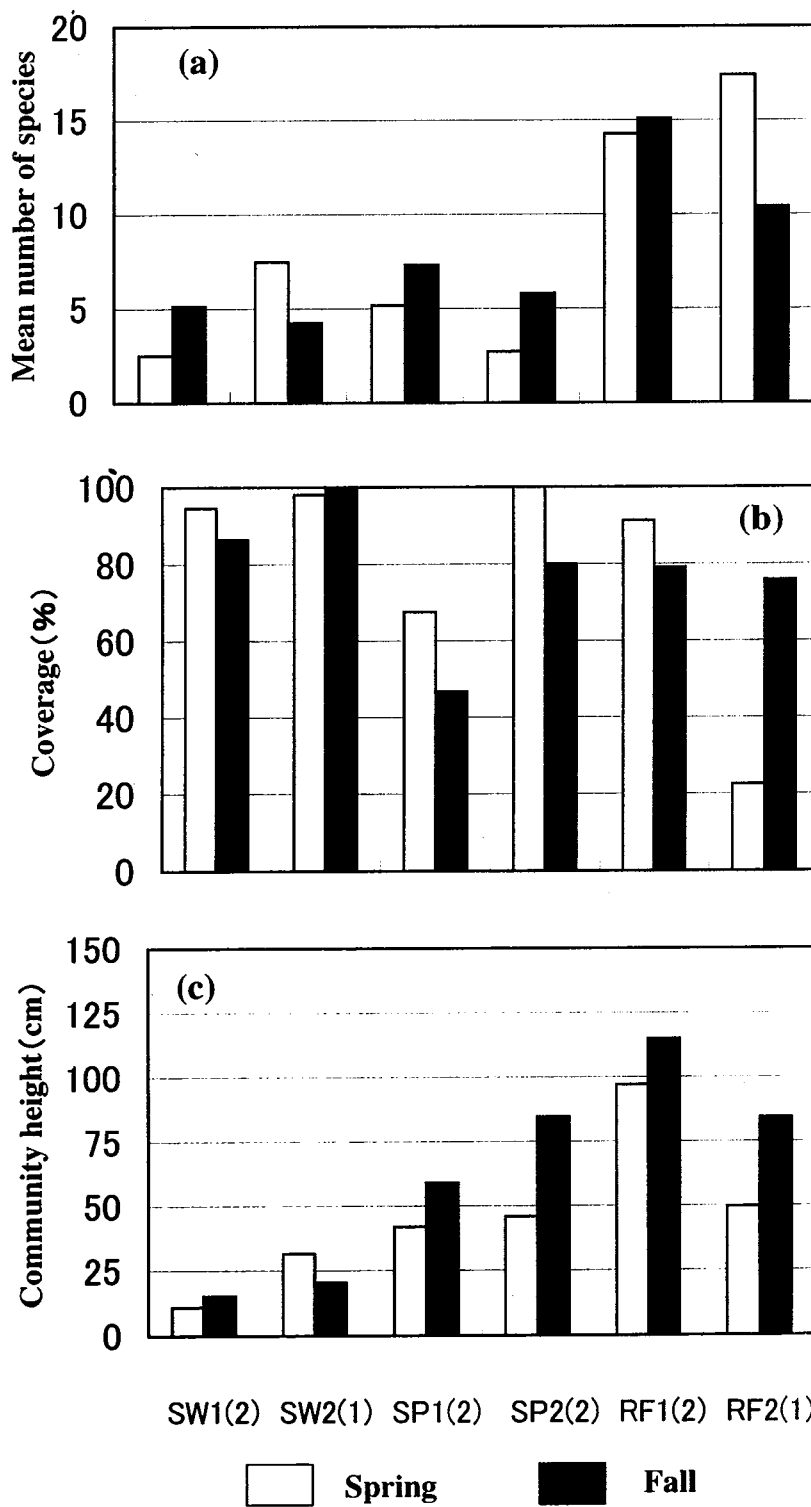 20
(a)
15
10
5
0
Mean number of species
100
(b)
80
60
40
20
0
Coverage(%)
150
(c)
125
100
75
50
25
0
Community height(cm)
SW1(2) SW2(1) SP1(2) SP2(2) RF1(2) RF2(1)
Spring Fall